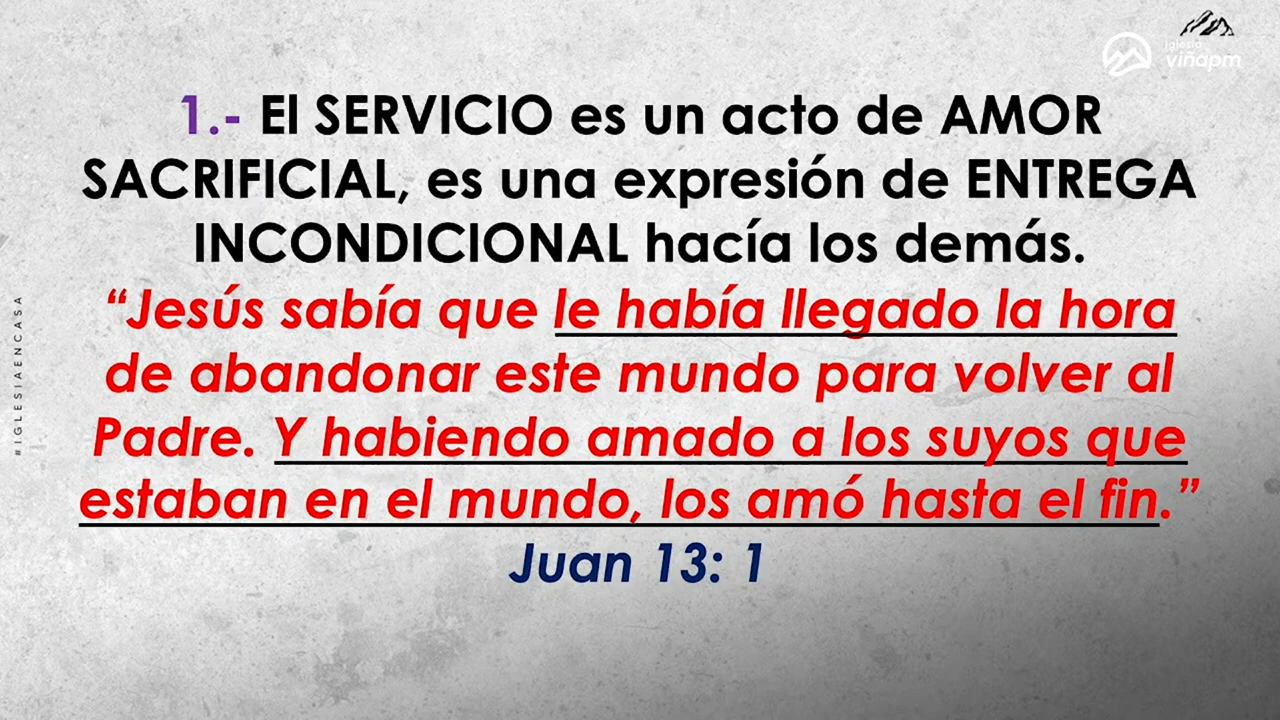 iglesia
viñapm
1.- El SERVICIO es un acto de AMOR
SACRIFICIAL, es una expresión de ENTREGA
INCONDICIONAL hacía los demás.
“Jesús sabía que le había llegado la hora
de abandonar este mundo para volver al
Padre. Y habiendo amado a los suyos que
estaban en el mundo, los amó hasta el fin.”
Juan 13: 1
#IGLESIAENCASA